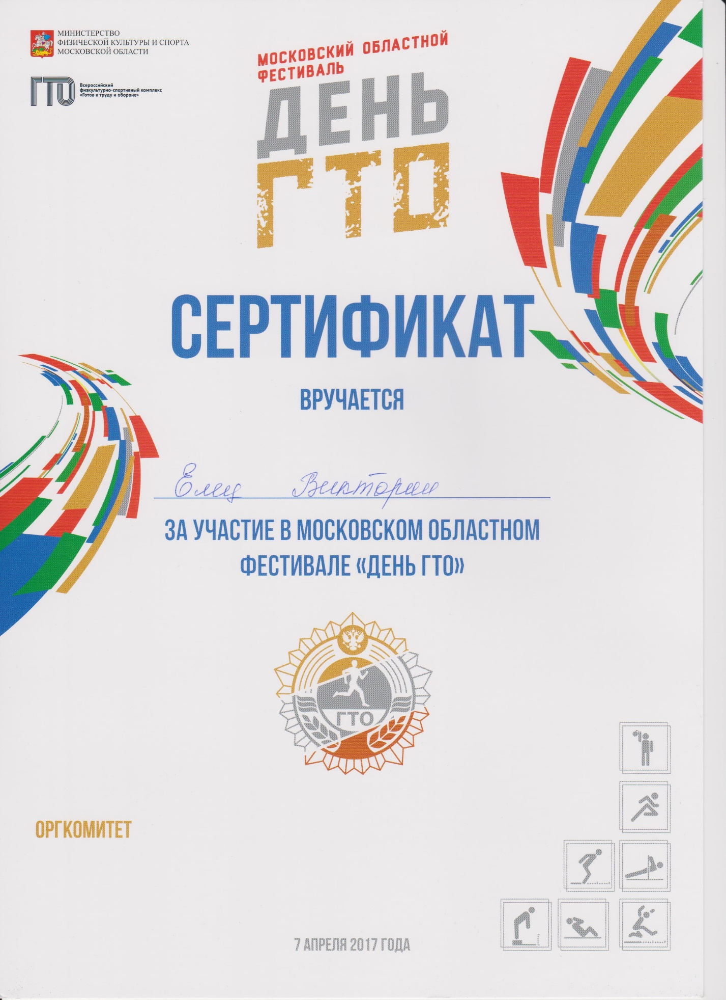 МИНИСТЕРСТВО
ФИЗИЧЕСКОЙ КУЛЬТУРЫ И СПОРТА
МОСКОВСКОЙ ОБЛАСТИ
ГТО
Всероссийский
физкультурно-спортивный комплекс
«Готов к труду и обороне»
МОСКОВСКИЙ ОБЛАСТНОЙ
ФЕСТИВАЛЬ
ДЕНЬ
ГТО
СЕРТИФИКАТ
ВРУЧАЕТСЯ
Елец Виктории
ЗА УЧАСТИЕ В МОСКОВСКОМ ОБЛАСТНОМ
ФЕСТИВАЛЕ «ДЕНЬ ГТО»
ГТО
ОРГКОМИТЕТ
7 АПРЕЛЯ 2017 ГОДА